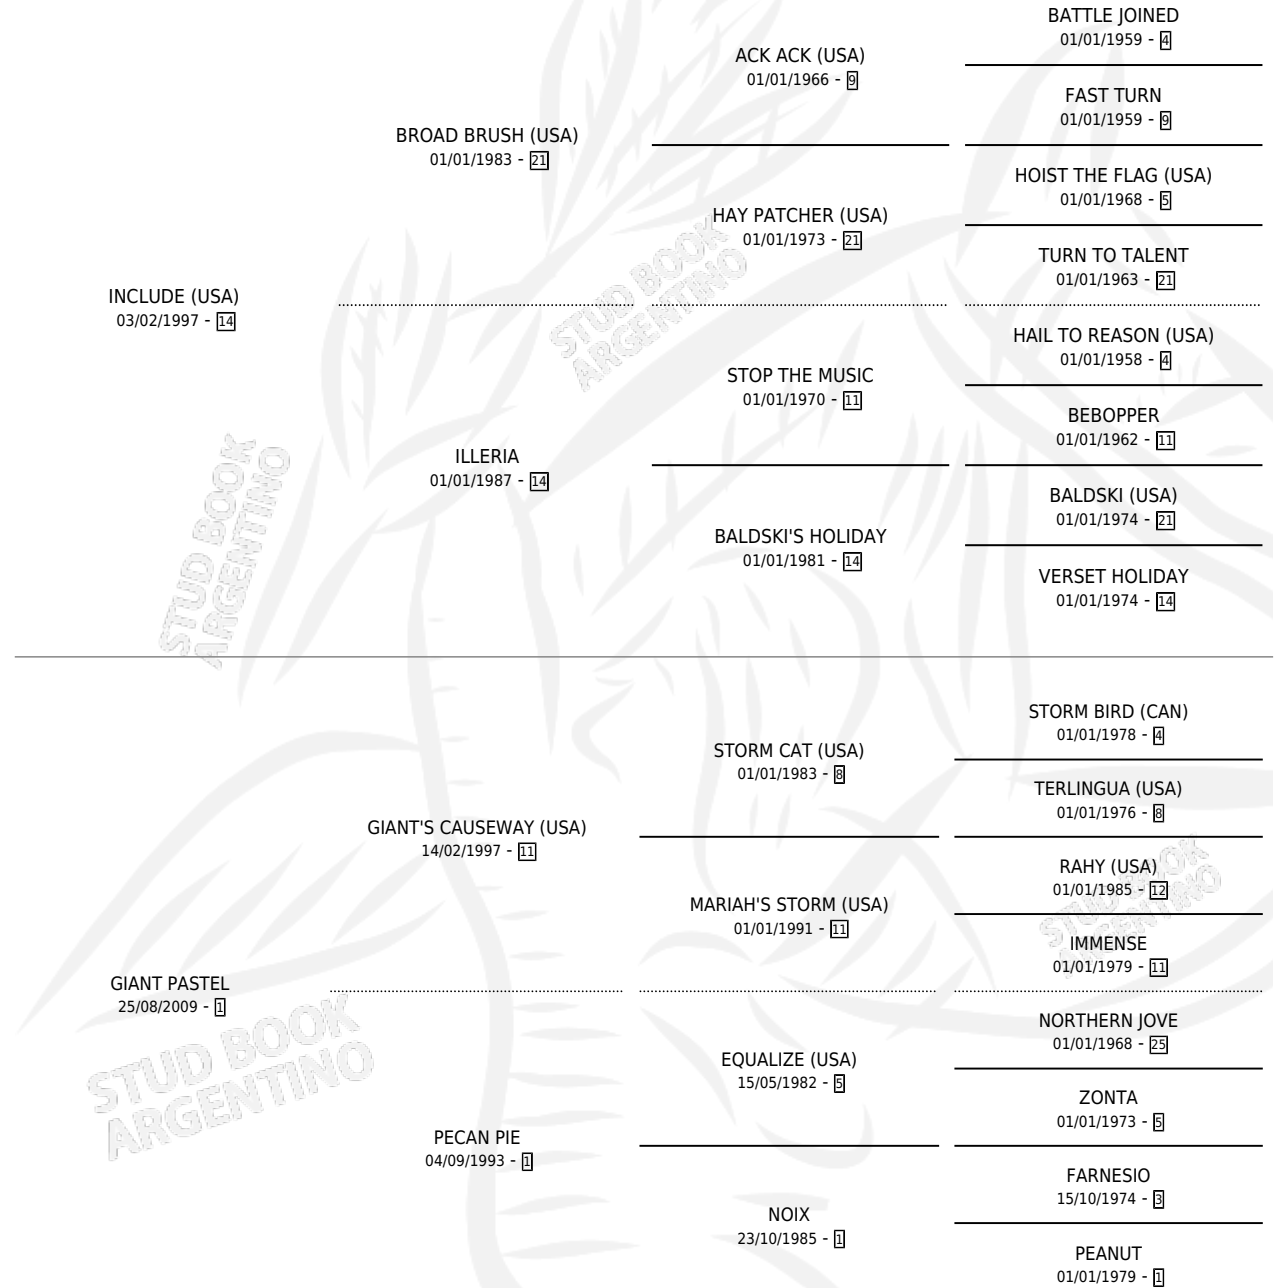 BATTLE JOINED
01/01/1959 - 4
ACK ACK (USA)
01/01/1966 - 9
FAST TURN
01/01/1959 - 9
BROAD BRUSH (USA)
01/01/1983 - 21
HOIST THE FLAG (USA)
01/01/1968 - 5
HAY PATCHER (USA)
01/01/1973 - 21
TURN TO TALENT
01/01/1963 - 21
INCLUDE (USA)
03/02/1997 - 14
STUD BOOK
ARGENTINO
HAIL TO REASON (USA)
01/01/1958 - 4
STOP THE MUSIC
01/01/1970 - 11
BEBOPPER
01/01/1962 - 11
ILLERIA
01/01/1987 - 14
BALDSKI (USA)
01/01/1974 - 21
BALDSKI'S HOLIDAY
01/01/1981 - 14
VERSET HOLIDAY
01/01/1974 - 14
STUD BOOK
ARGENTINO
STORM BIRD (CAN)
01/01/1978 - 4
STORM CAT (USA)
01/01/1983 - 8
TERLINGUA (USA)
01/01/1976 - 8
GIANT'S CAUSEWAY (USA)
14/02/1997 - 11
RAHY (USA)
01/01/1985 - 12
MARIAH'S STORM (USA)
01/01/1991 - 11
IMMENSE
01/01/1979 - 11
STUD BOOK
ARGENTINO
GIANT PASTEL
25/08/2009 - 1
NORTHERN JOVE
01/01/1968 - 25
EQUALIZE (USA)
15/05/1982 - 5
ZONTA
01/01/1973 - 5
STUD BOOK
ARGENTINO
PECAN PIE
04/09/1993 - 1
FARNESIO
15/10/1974 - 3
NOIX
23/10/1985 - 1
PEANUT
01/01/1979 - 1